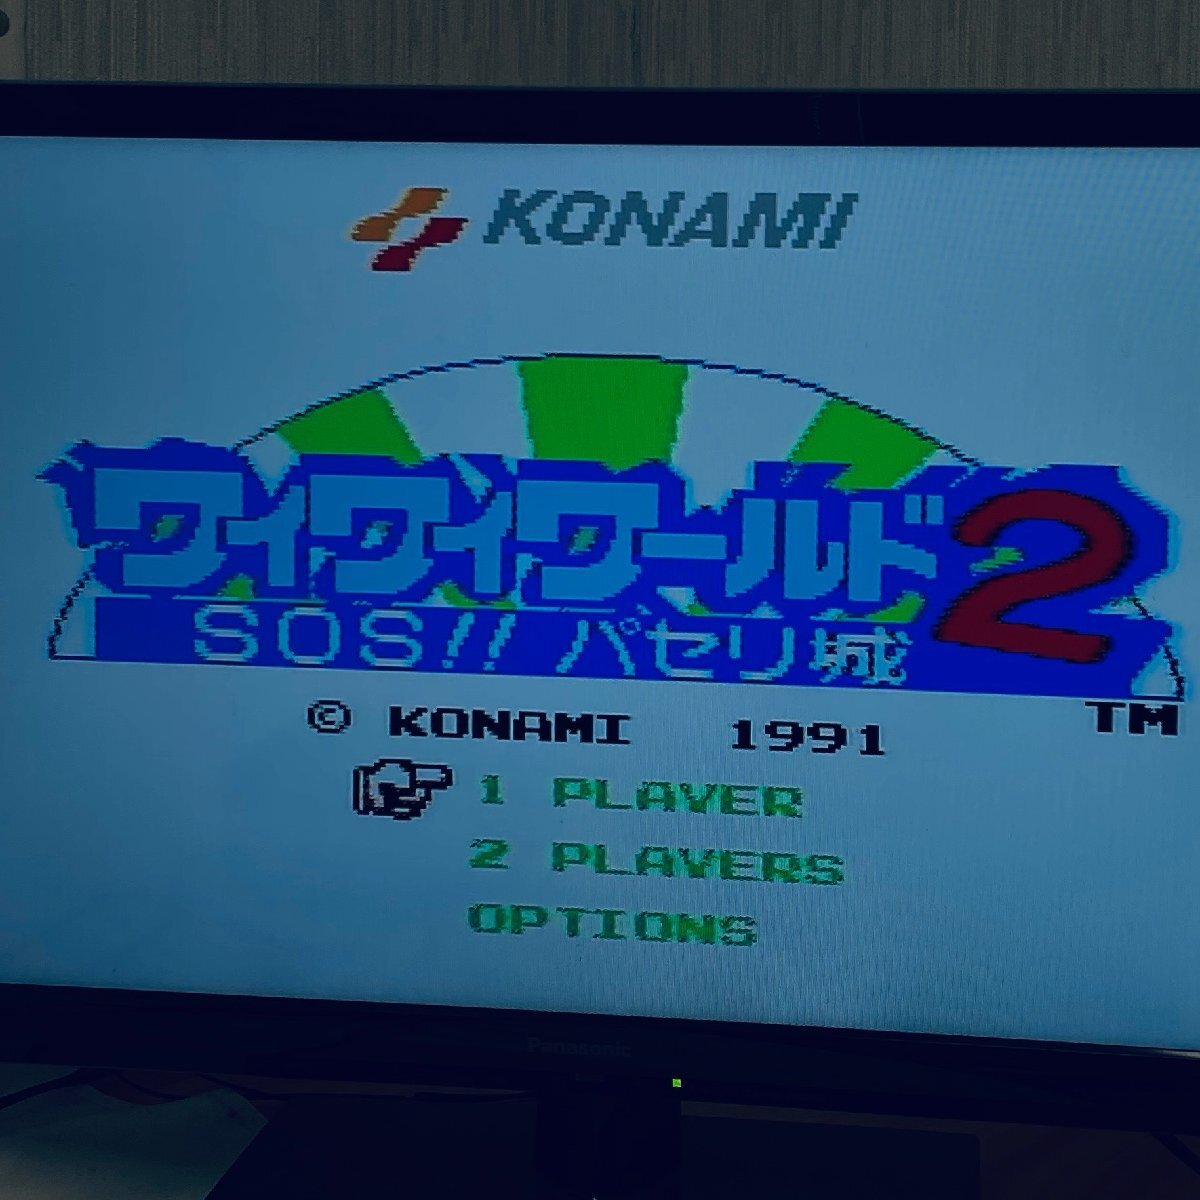 KONAMI
ワイワイワールド2
SOS!! パセリ城
TM
© KONAMI 1991
1 PLAYER
2 PLAYERS
OPTIONS
Panasonic